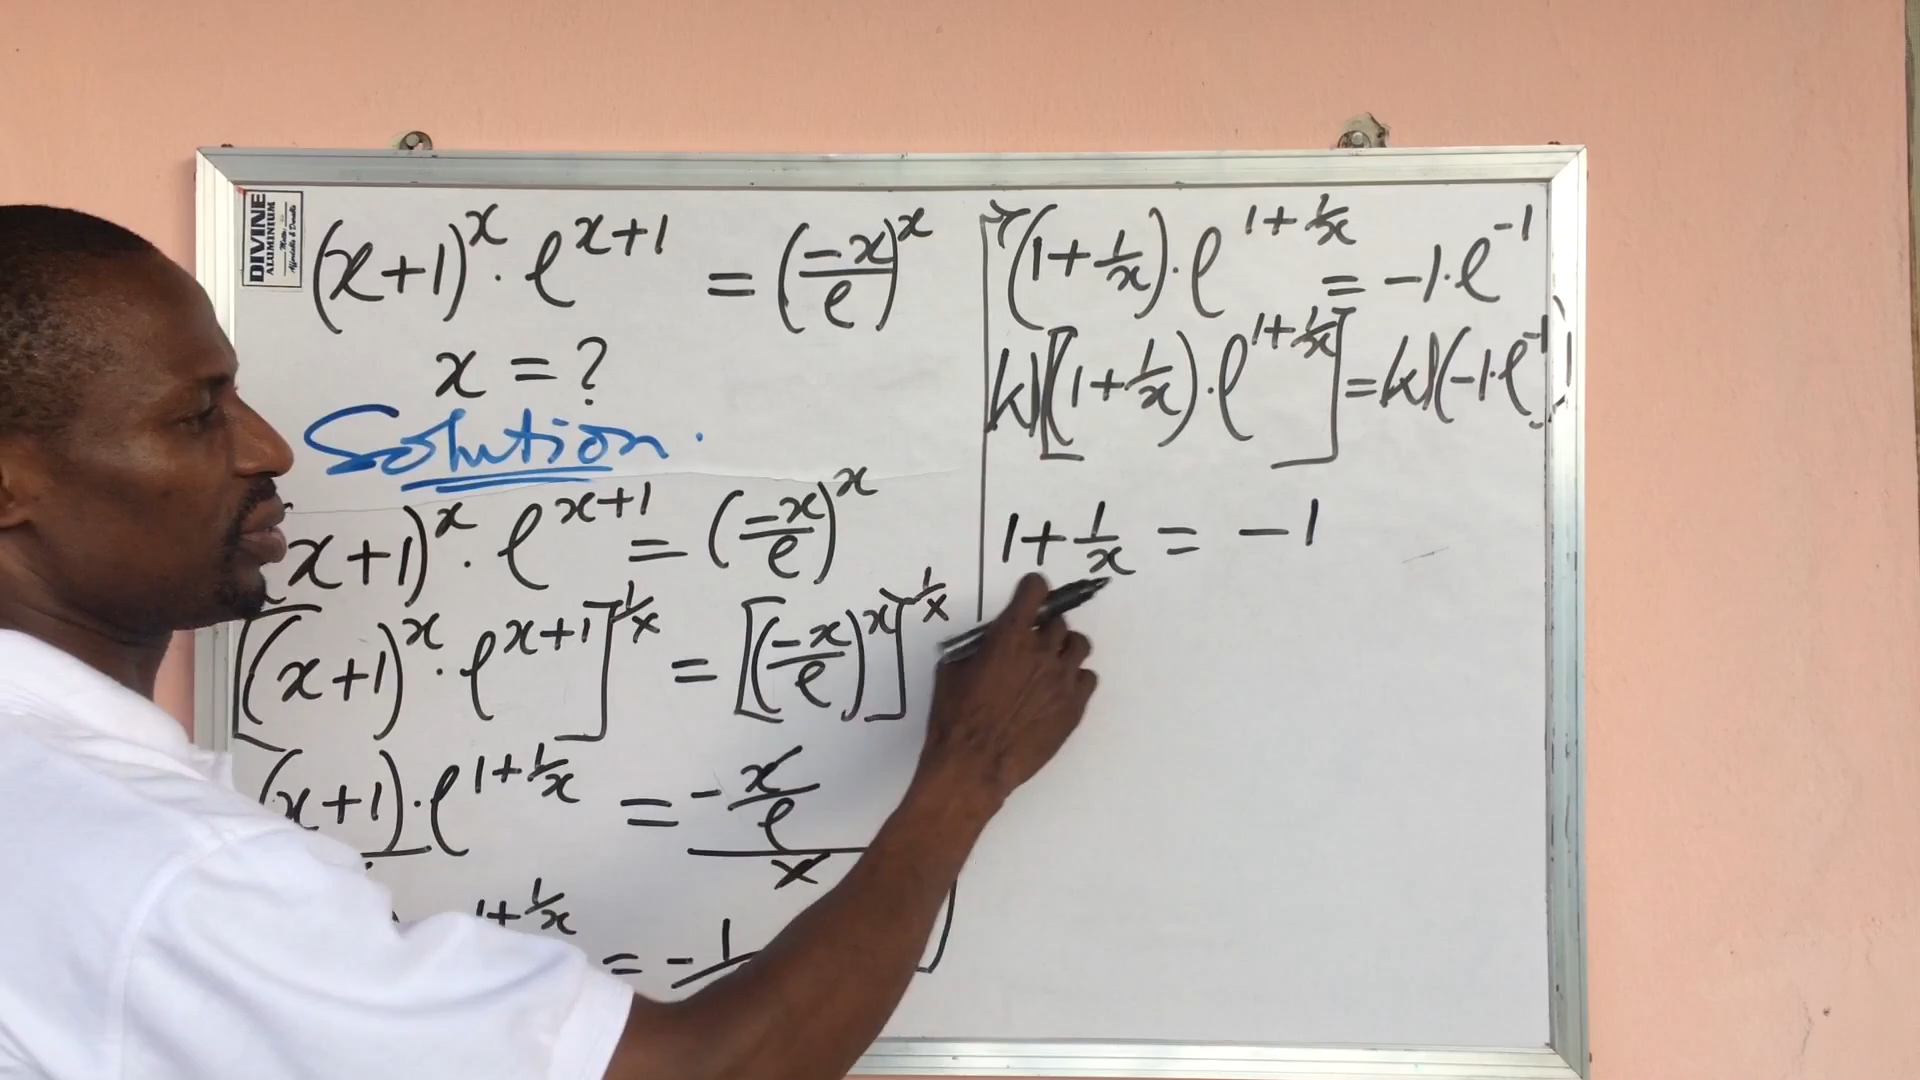 DIVINE
ALUMINIUM
(x+1)^x · e^{x+1} = (-x/e)^x
x = ?
Solution.
(x+1)^x · e^{x+1} = (-x/e)^x
[(x+1)^x · e^{x+1}]^{1/x} = [(-x/e)^x]^{1/x}
(x+1) · e^{1+1/x} = -x/e
x
1+1/x = -1
(1+1/x) · e^{1+1/x} = -1·e^{-1}
W[(1+1/x) · e^{1+1/x}] = W(-1·e^{-1})
1+1/x = -1